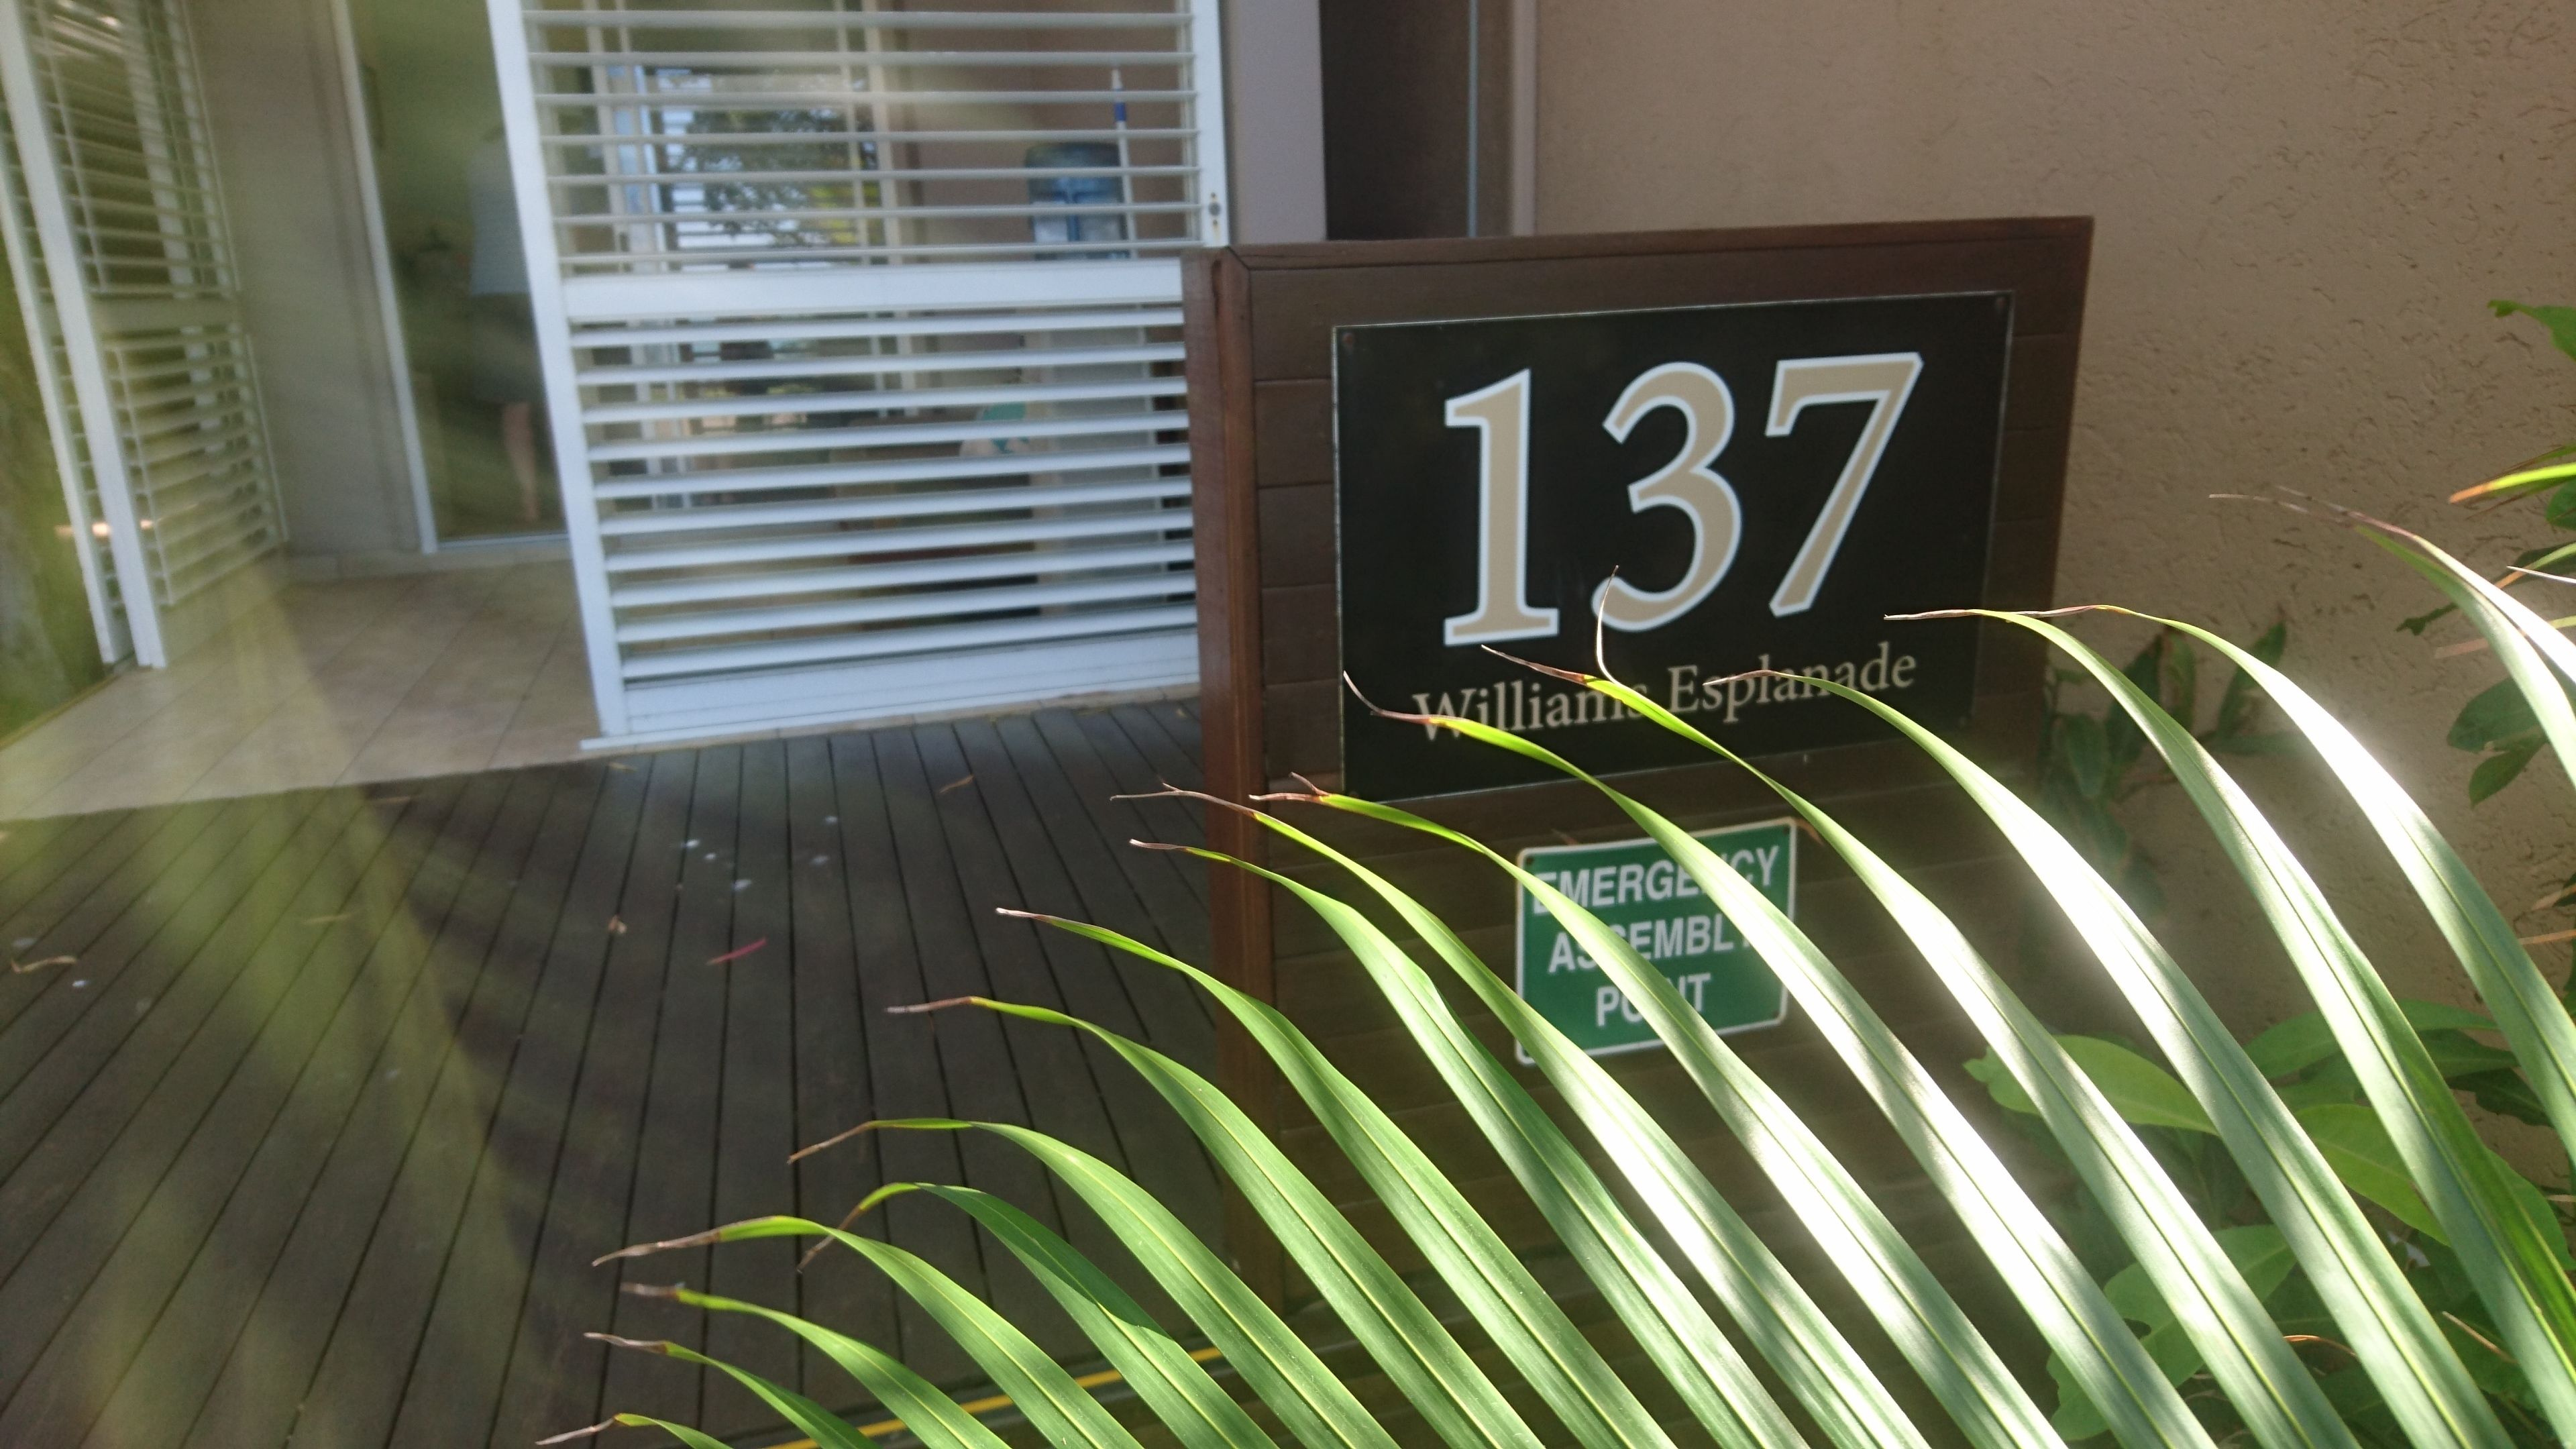 137
Williams Esplanade
EMERGENCY
ASSEMBLY
POINT